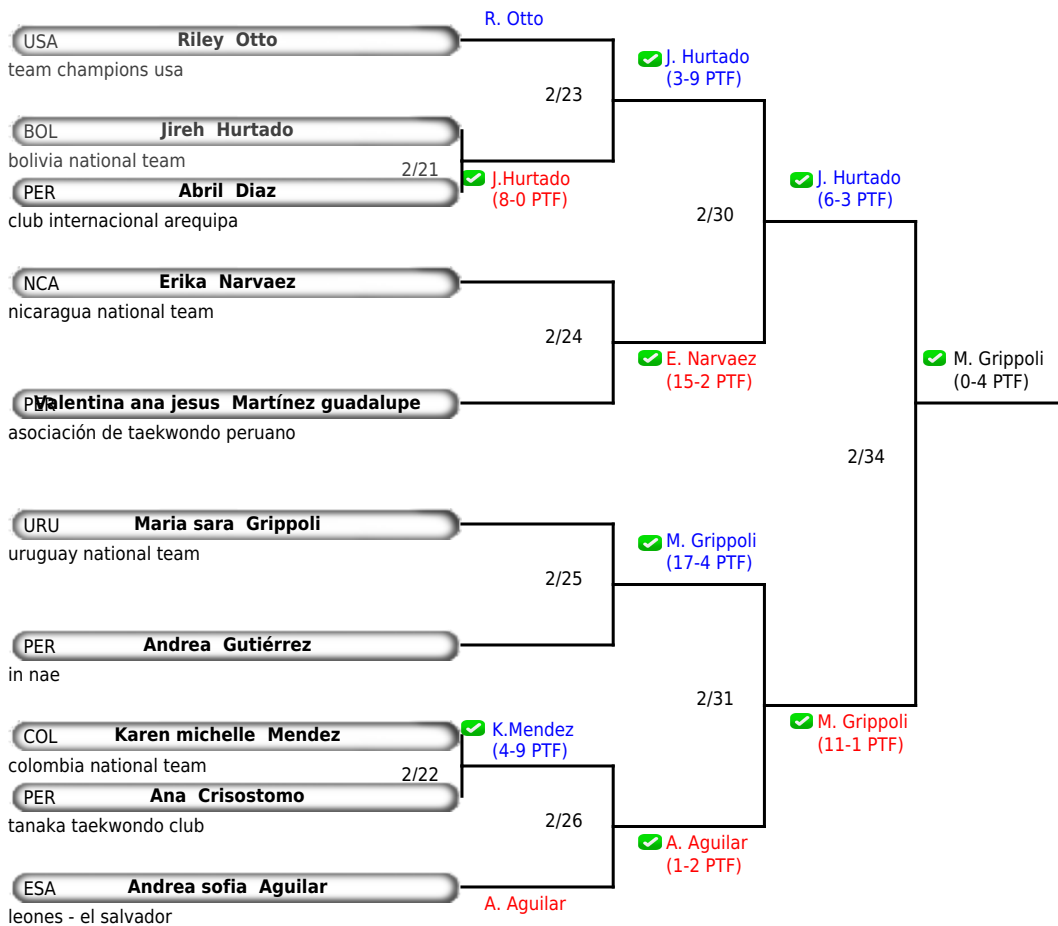 R. Otto
USA Riley Otto
team champions usa
J. Hurtado
(3-9 PTF)
2/23
BOL Jireh Hurtado
bolivia national team
2/21
J.Hurtado
(8-0 PTF)
PER Abril Diaz
club internacional arequipa
J. Hurtado
(6-3 PTF)
2/30
NCA Erika Narvaez
nicaragua national team
2/24
E. Narvaez
(15-2 PTF)
M. Grippoli
(0-4 PTF)
PER Valentina ana jesus Martínez guadalupe
asociación de taekwondo peruano
2/34
URU Maria sara Grippoli
uruguay national team
M. Grippoli
(17-4 PTF)
2/25
PER Andrea Gutiérrez
in nae
2/31
M. Grippoli
(11-1 PTF)
COL Karen michelle Mendez
colombia national team
K.Mendez
(4-9 PTF)
2/22
PER Ana Crisostomo
tanaka taekwondo club
2/26
A. Aguilar
(1-2 PTF)
ESA Andrea sofia Aguilar
leones - el salvador
A. Aguilar